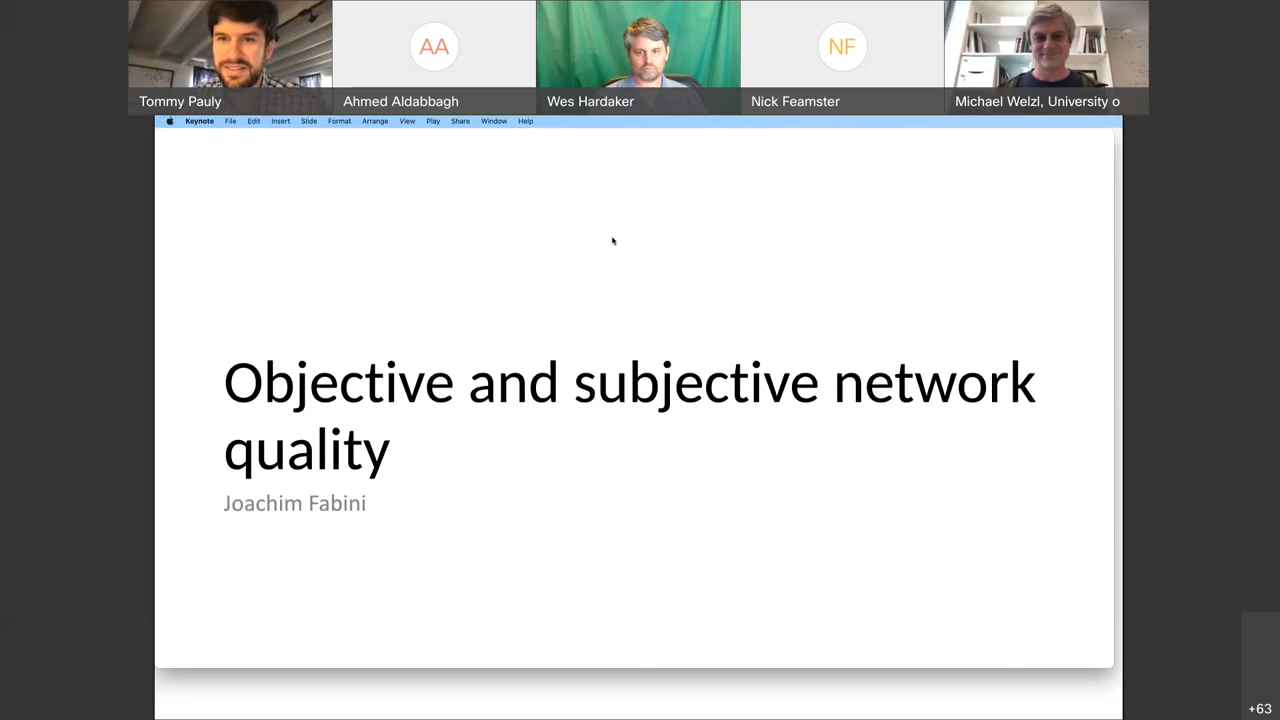 AA
NF
Tommy Pauly
Ahmed Aldabbagh
Wes Hardaker
Nick Feamster
Michael Welzl, University o
Keynote File Edit Insert Slide Format Arrange View Play Share Window Help
Objective and subjective network
quality
Joachim Fabini
+63